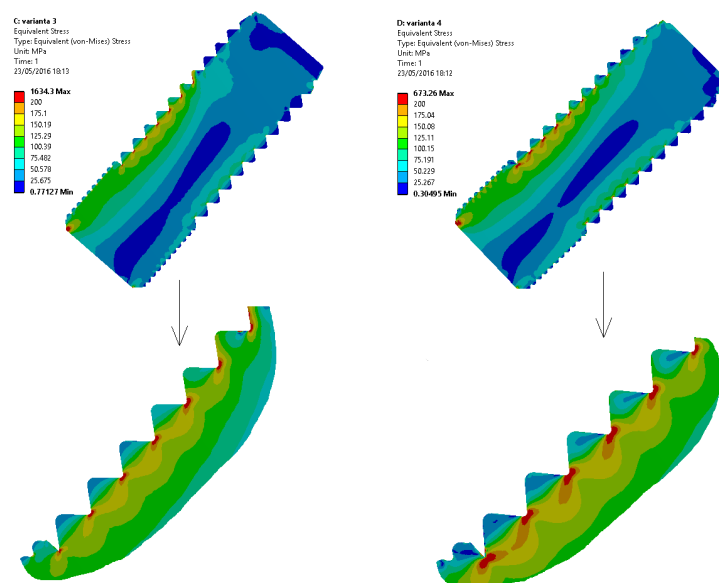 C: varianta 3
Equivalent Stress
Type: Equivalent (von-Mises) Stress
Unit: MPa
Time: 1
23/05/2016 18:13
1634.3 Max
200
175.1
150.19
125.29
100.39
75.482
50.578
25.675
0.77127 Min
D: varianta 4
Equivalent Stress
Type: Equivalent (von-Mises) Stress
Unit: MPa
Time: 1
23/05/2016 18:12
673.26 Max
200
175.04
150.08
125.11
100.15
75.191
50.229
25.267
0.30495 Min